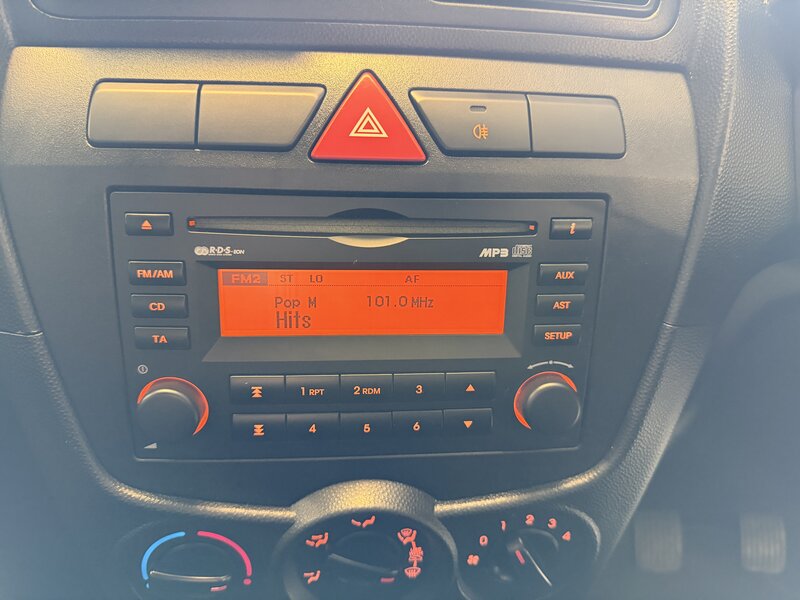 R·D·S-EON
MP3
FM/AM
CD
TA
FM2 ST LO AF
Pop M 101.0 MHz
Hits
i
AUX
AST
SETUP
1 RPT 2 RDM 3
4 5 6
0 1 2 3 4